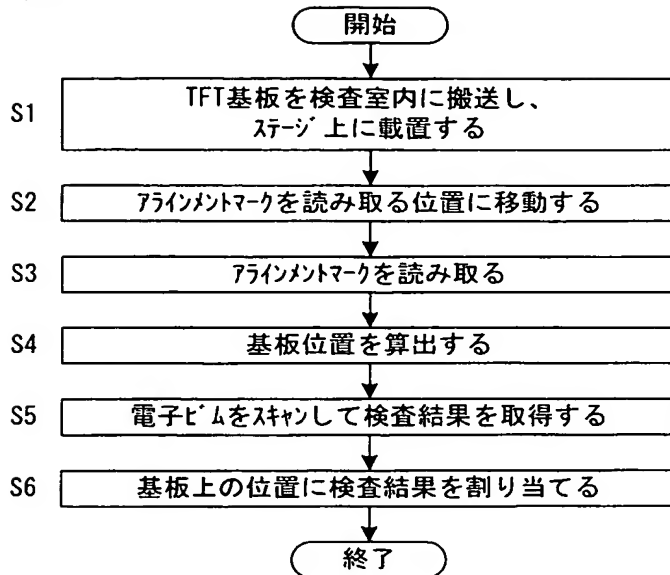 開始
S1
TFT基板を検査室内に搬送し、
ｽﾃｰｼﾞ上に載置する
S2 ｱﾗｲﾝﾒﾝﾄﾏｰｸを読み取る位置に移動する
S3 ｱﾗｲﾝﾒﾝﾄﾏｰｸを読み取る
S4 基板位置を算出する
S5 電子ﾋﾞﾑをｽｷｬﾝして検査結果を取得する
S6 基板上の位置に検査結果を割り当てる
終了